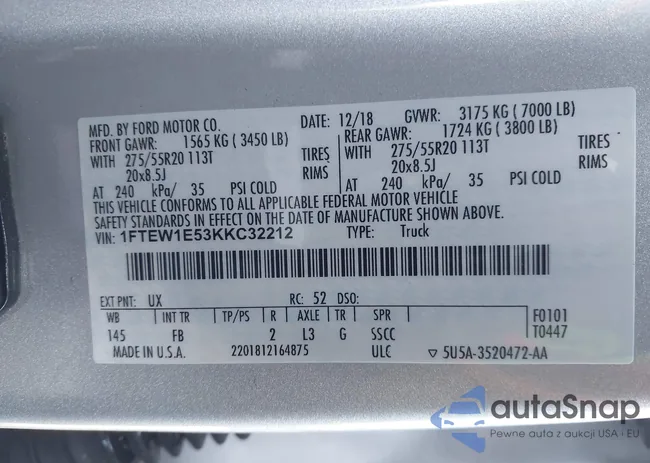 MFD. BY FORD MOTOR CO.
DATE: 12/18 GVWR: 3175 KG (7000 LB)
FRONT GAWR: 1565 KG (3450 LB) REAR GAWR: 1724 KG (3800 LB)
WITH 275/55R20 113T TIRES WITH 275/55R20 113T TIRES
20x8.5J RIMS 20x8.5J RIMS
AT 240 kPa/ 35 PSI COLD AT 240 kPa/ 35 PSI COLD
THIS VEHICLE CONFORMS TO ALL APPLICABLE FEDERAL MOTOR VEHICLE
SAFETY STANDARDS IN EFFECT ON THE DATE OF MANUFACTURE SHOWN ABOVE.
VIN: 1FTEW1E53KKC32212 TYPE: Truck
EXT PNT: UX RC: 52 DSO:
WB INT TR TP/PS R AXLE TR SPR F0101
145 FB 2 L3 G SSCC T0447
MADE IN U.S.A. 2201812164875 ULC ▽ 5U5A-3520472-AA
autaSnap
Pewne auta z aukcji USA - EU